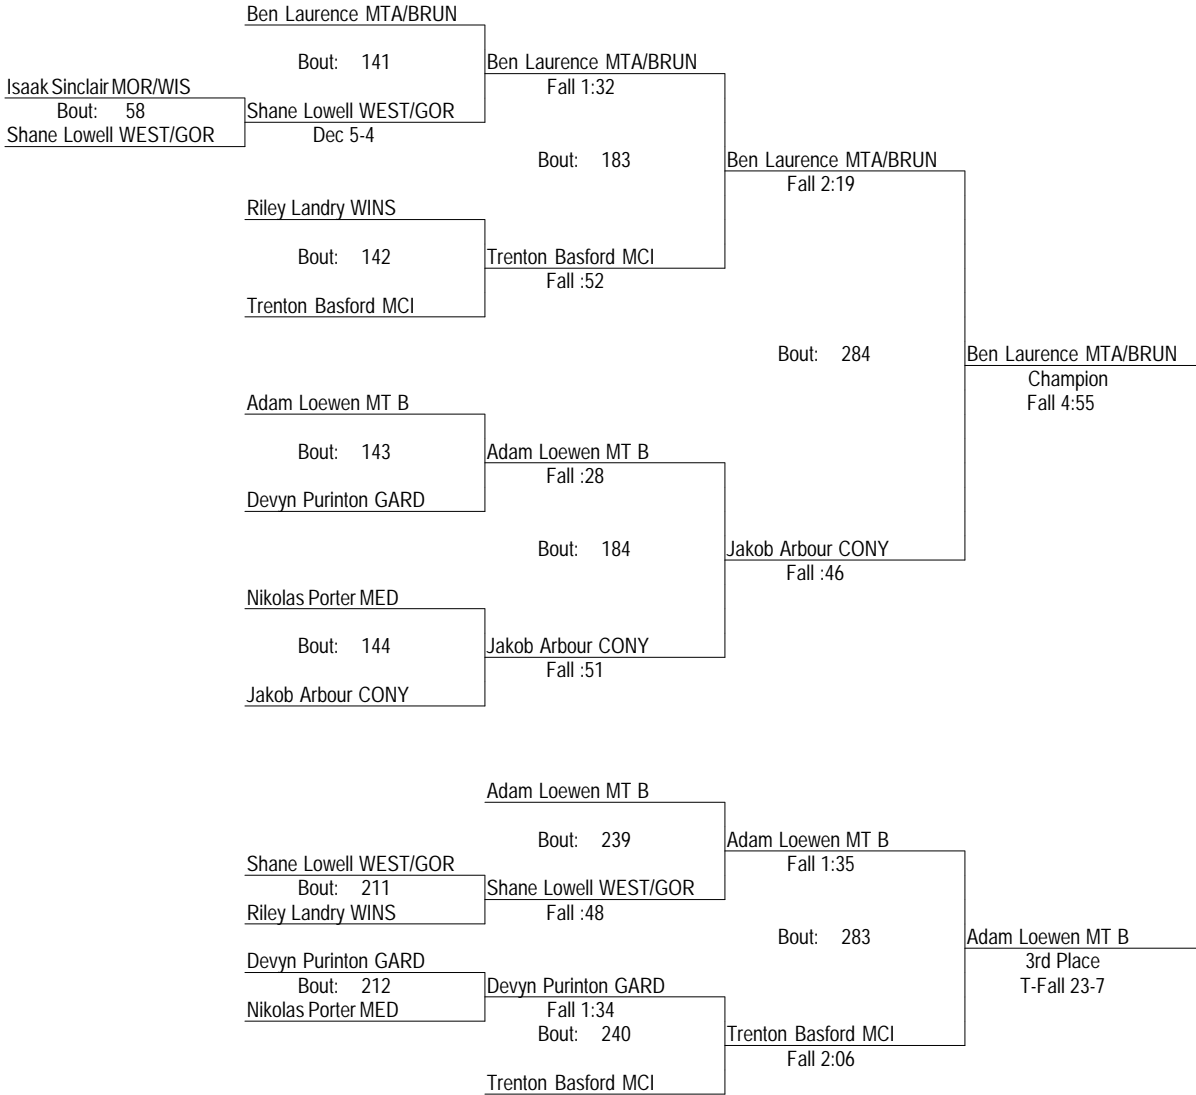 Ben Laurence MTA/BRUN
Bout: 141
Ben Laurence MTA/BRUN
Isaak Sinclair MOR/WIS
Fall 1:32
Bout: 58
Shane Lowell WEST/GOR
Shane Lowell WEST/GOR
Dec 5-4
Bout: 183
Ben Laurence MTA/BRUN
Fall 2:19
Riley Landry WINS
Bout: 142
Trenton Basford MCI
Fall :52
Trenton Basford MCI
Bout: 284
Ben Laurence MTA/BRUN
Champion
Fall 4:55
Adam Loewen MT B
Bout: 143
Adam Loewen MT B
Fall :28
Devyn Purinton GARD
Bout: 184
Jakob Arbour CONY
Fall :46
Nikolas Porter MED
Bout: 144
Jakob Arbour CONY
Fall :51
Jakob Arbour CONY
Adam Loewen MT B
Bout: 239
Adam Loewen MT B
Fall 1:35
Shane Lowell WEST/GOR
Bout: 211
Shane Lowell WEST/GOR
Riley Landry WINS
Fall :48
Bout: 283
Adam Loewen MT B
3rd Place
T-Fall 23-7
Devyn Purinton GARD
Bout: 212
Devyn Purinton GARD
Nikolas Porter MED
Fall 1:34
Bout: 240
Trenton Basford MCI
Fall 2:06
Trenton Basford MCI